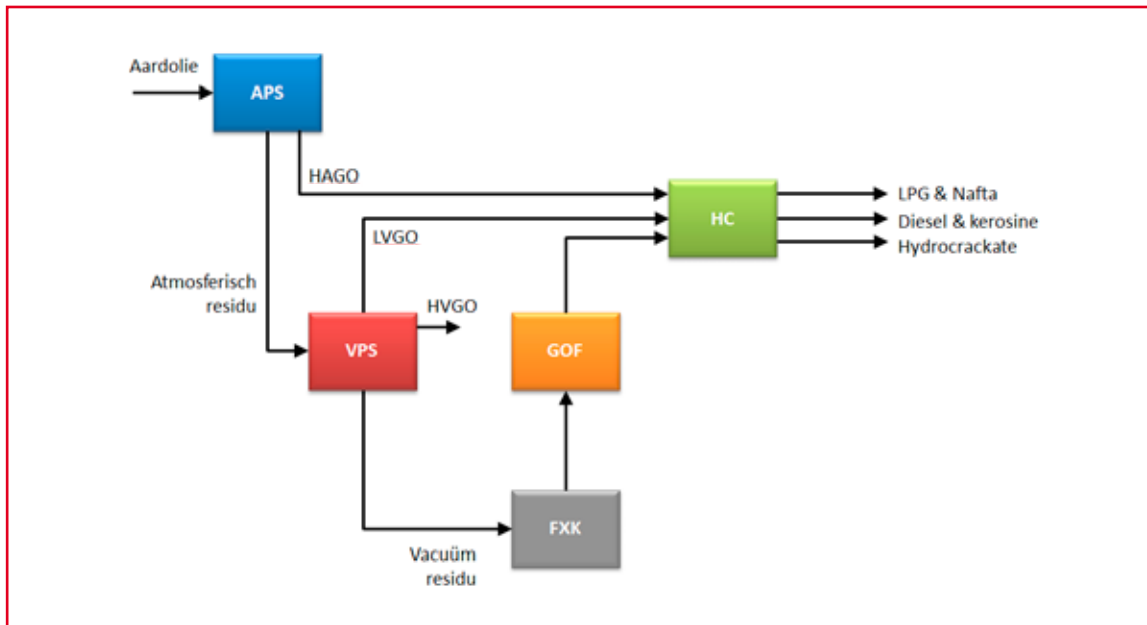 Aardolie
APS
HAGO
LPG & Nafta
HC
Diesel & kerosine
LVGO
Hydrocrackate
Atmosferisch
residu
HVGO
VPS
GOF
FXK
Vacuüm
residu